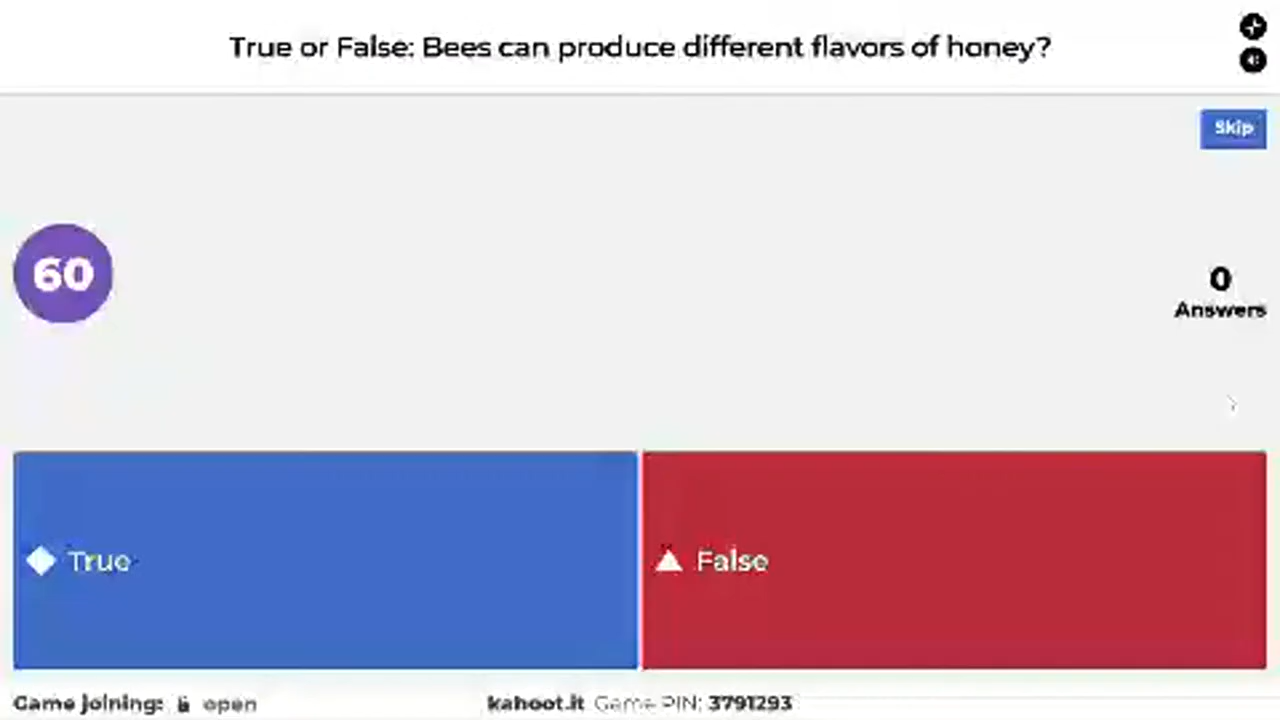 True or False: Bees can produce different flavors of honey?
Skip
60
0
Answers
True
False
Game joining: open
kahoot.it Game PIN: 3791293